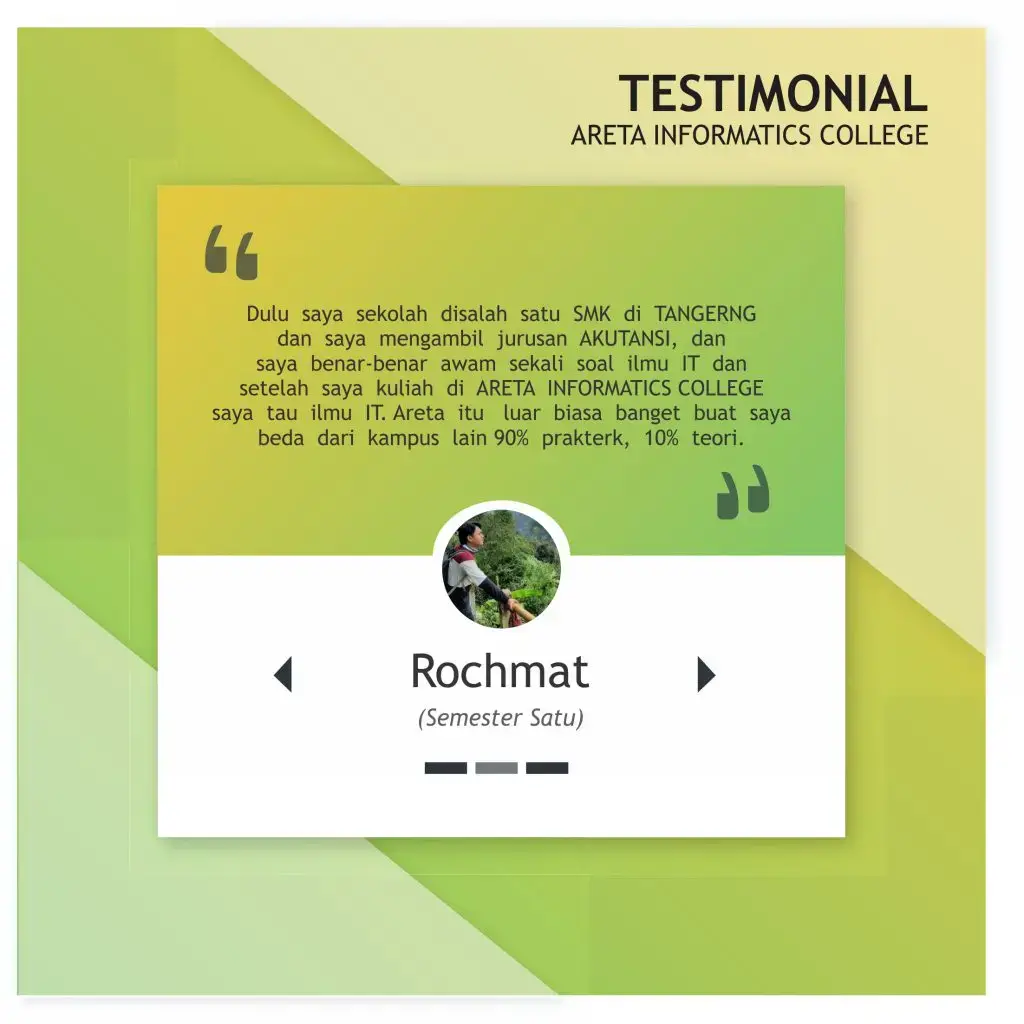 TESTIMONIAL
ARETA INFORMATICS COLLEGE
“
Dulu saya sekolah disalah satu SMK di TANGERNG
dan saya mengambil jurusan AKUTANSI, dan
saya benar-benar awam sekali soal ilmu IT dan
setelah saya kuliah di ARETA INFORMATICS COLLEGE
saya tau ilmu IT. Areta itu luar biasa banget buat saya
beda dari kampus lain 90% prakterk, 10% teori.
”
Rochmat
(Semester Satu)